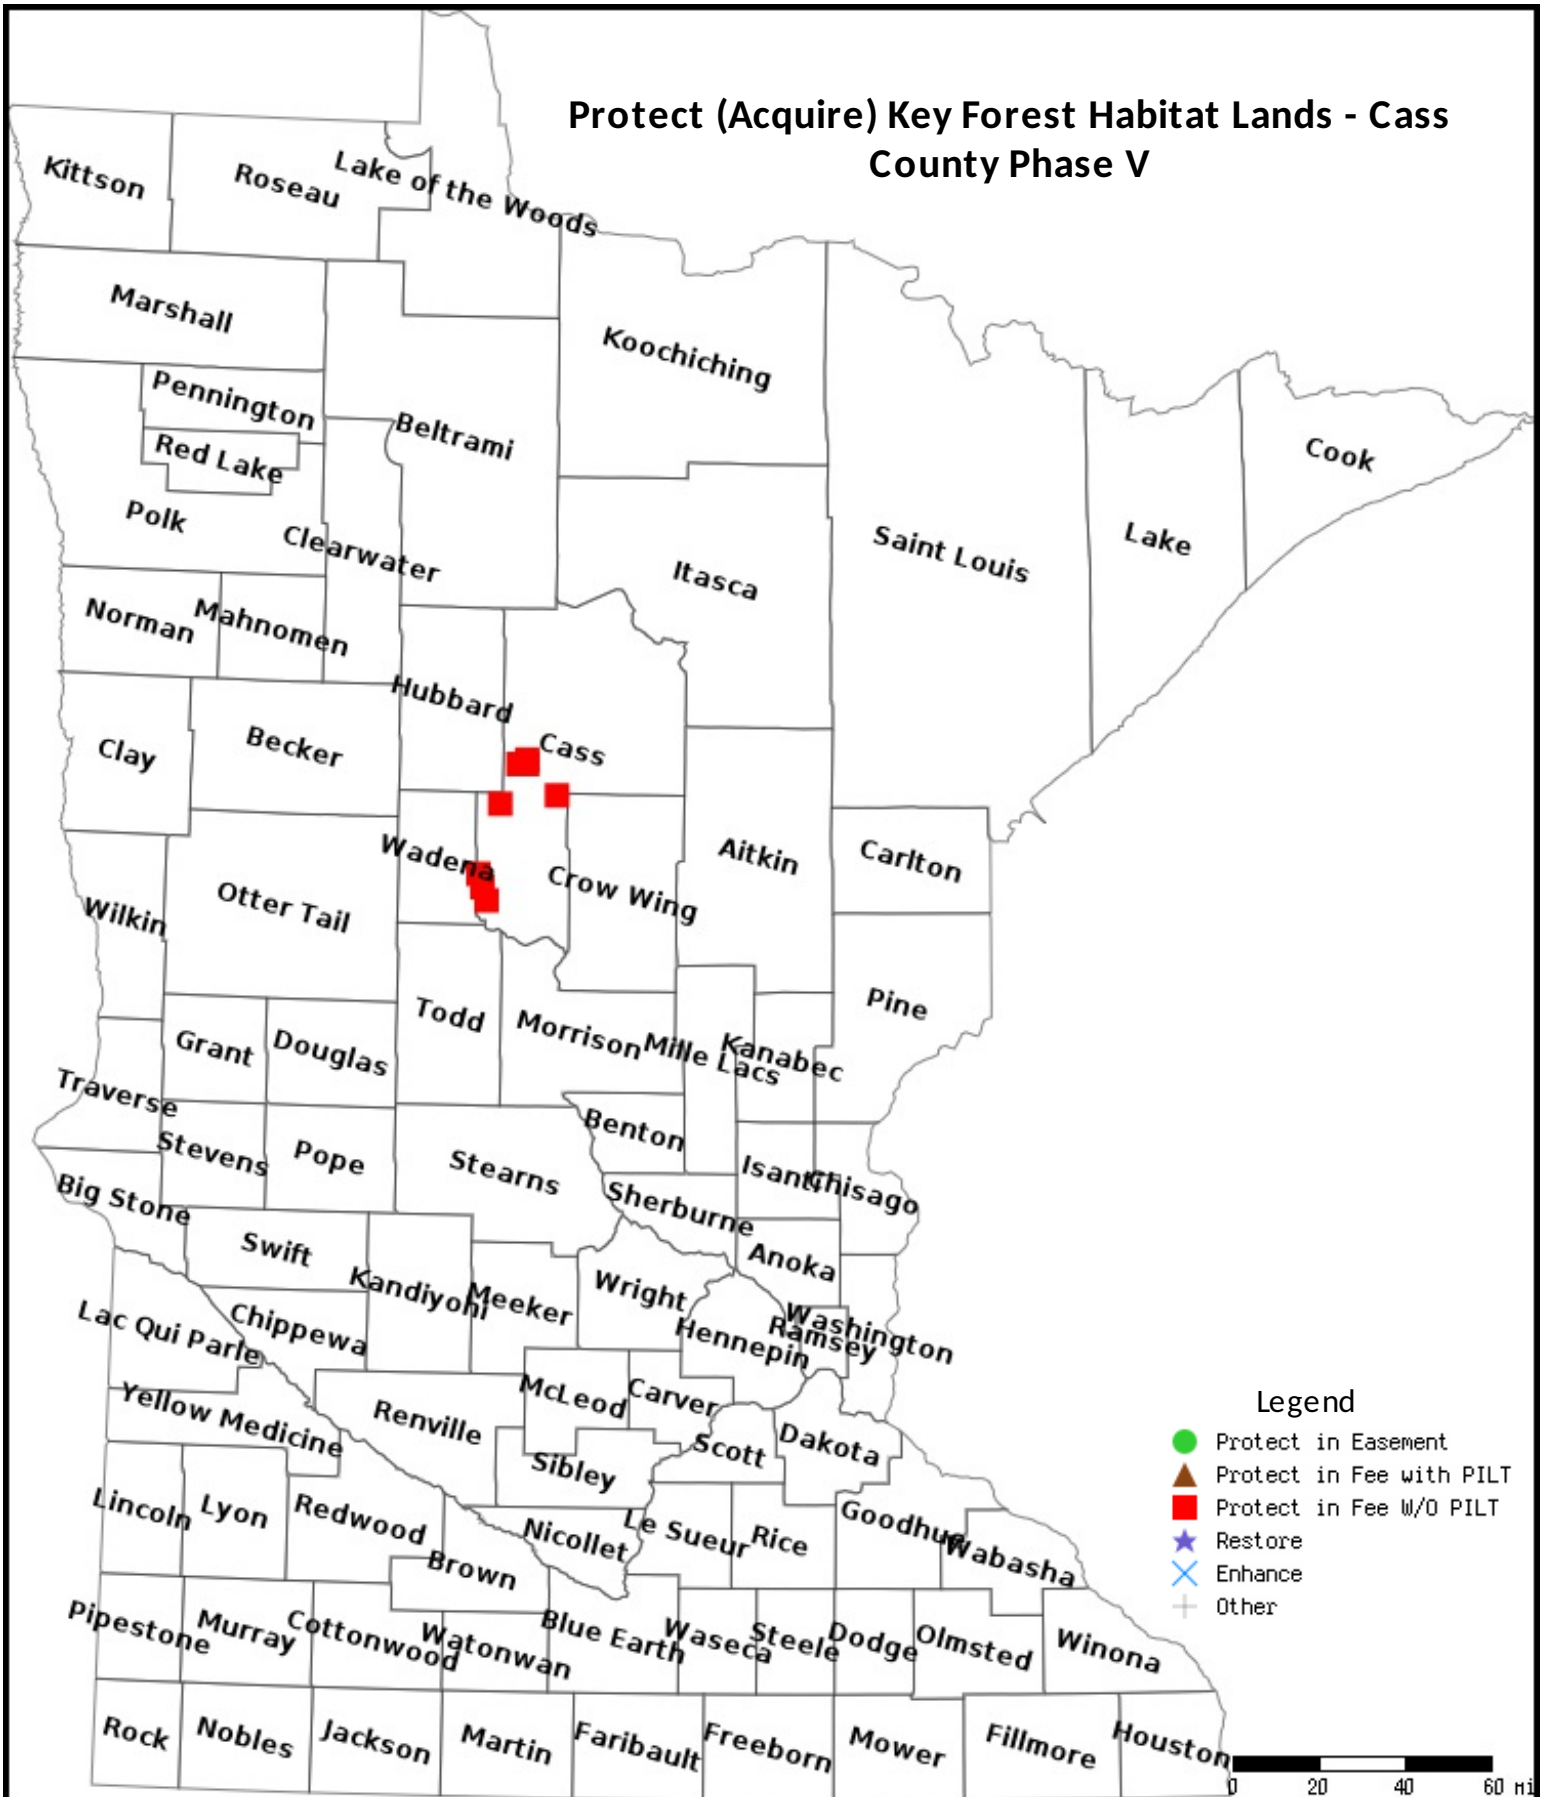 Protect (Acquire) Key Forest Habitat Lands - Cass
County Phase V
Kittson
Roseau
Lake of the Woods
Marshall
Koochiching
Pennington
Beltrami
Red Lake
Cook
Polk
Clearwater
Saint Louis
Lake
Itasca
Norman
Mahnomen
Hubbard
Clay
Becker
Cass
Wadena
Aitkin
Carlton
Otter Tail
Crow Wing
Wilkin
Pine
Todd
Morrison
Mille Lacs
Kanabec
Grant
Douglas
Traverse
Benton
Stevens
Pope
Stearns
Isanti
Chisago
Big Stone
Sherburne
Swift
Anoka
Kandiyohi
Meeker
Wright
Lac Qui Parle
Chippewa
Washington
Ramsey
Hennepin
McLeod
Carver
Yellow Medicine
Renville
Scott
Dakota
Sibley
Lincoln
Lyon
Redwood
Nicollet
Le Sueur
Rice
Goodhue
Wabasha
Brown
Pipestone
Murray
Cottonwood
Watonwan
Blue Earth
Waseca
Steele
Dodge
Olmsted
Winona
Rock
Nobles
Jackson
Martin
Faribault
Freeborn
Mower
Fillmore
Houston
Legend
Protect in Easement
Protect in Fee with PILT
Protect in Fee W/O PILT
Restore
Enhance
Other
0 20 40 60 mi